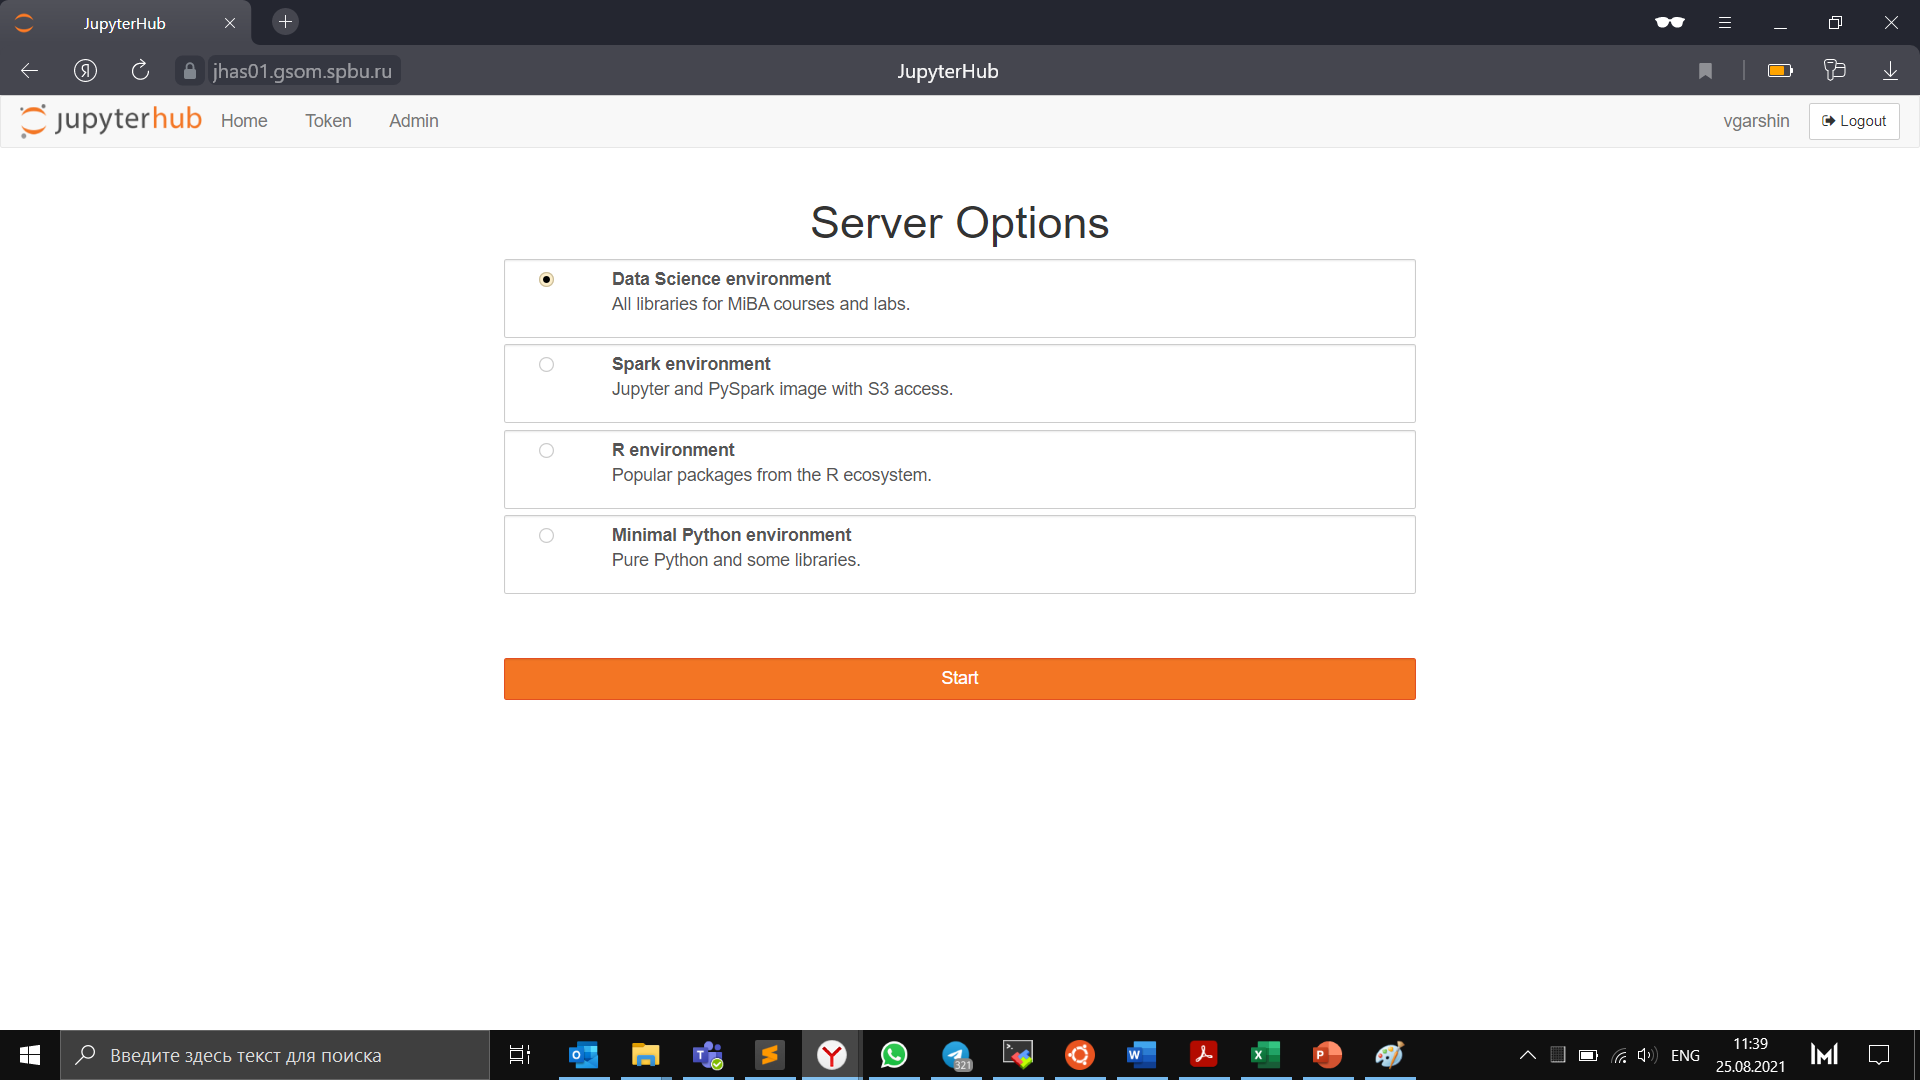 JupyterHub
jhas01.gsom.spbu.ru
JupyterHub
jupyterhub
Home
Token
Admin
vgarshin
Logout
Server Options
Data Science environment
All libraries for MiBA courses and labs.
Spark environment
Jupyter and PySpark image with S3 access.
R environment
Popular packages from the R ecosystem.
Minimal Python environment
Pure Python and some libraries.
Start
Введите здесь текст для поиска
321
ENG
11:39
25.08.2021